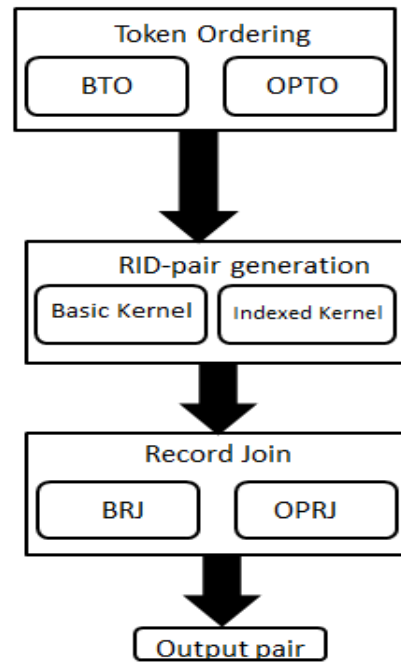 Token Ordering
BTO OPTO
RID-pair generation
Basic Kernel Indexed Kernel
Record Join
BRJ OPRJ
Output pair